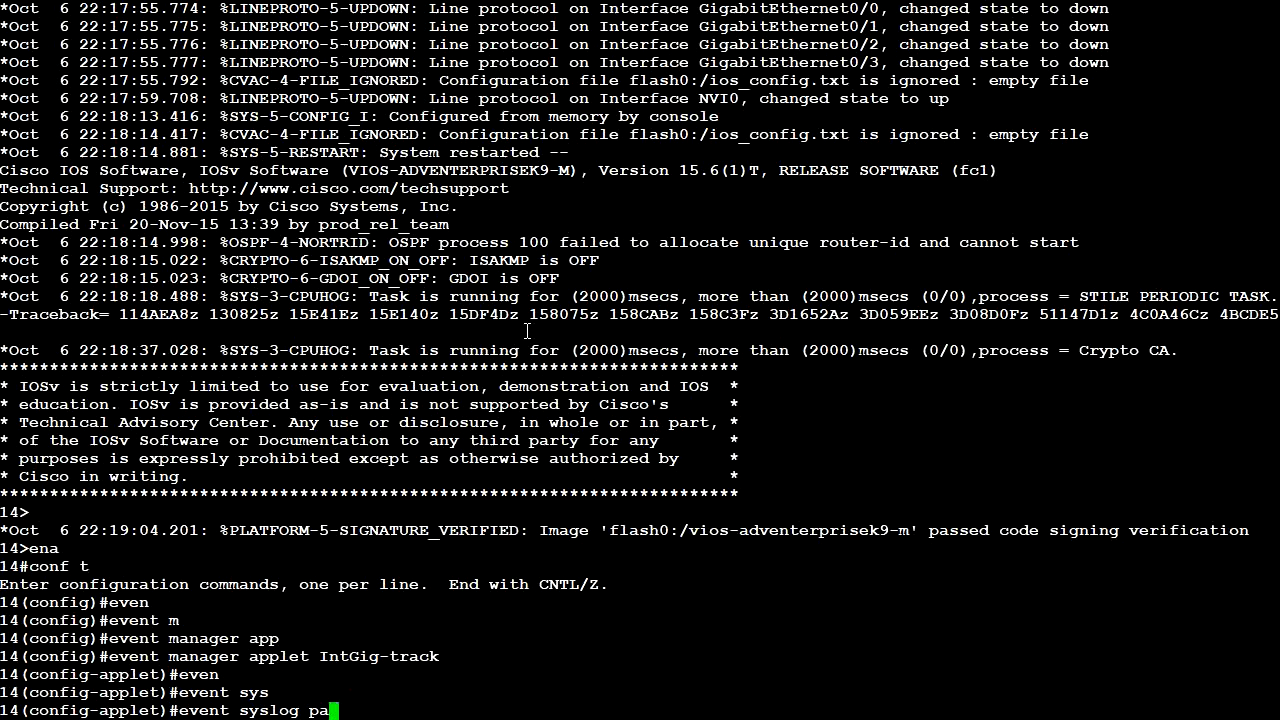 *Oct  6 22:17:55.774: %LINEPROTO-5-UPDOWN: Line protocol on Interface GigabitEthernet0/0, changed state to down
*Oct  6 22:17:55.775: %LINEPROTO-5-UPDOWN: Line protocol on Interface GigabitEthernet0/1, changed state to down
*Oct  6 22:17:55.776: %LINEPROTO-5-UPDOWN: Line protocol on Interface GigabitEthernet0/2, changed state to down
*Oct  6 22:17:55.777: %LINEPROTO-5-UPDOWN: Line protocol on Interface GigabitEthernet0/3, changed state to down
*Oct  6 22:17:55.792: %CVAC-4-FILE_IGNORED: Configuration file flash0:/ios_config.txt is ignored : empty file
*Oct  6 22:17:59.708: %LINEPROTO-5-UPDOWN: Line protocol on Interface NVI0, changed state to up
*Oct  6 22:18:13.416: %SYS-5-CONFIG_I: Configured from memory by console
*Oct  6 22:18:14.417: %CVAC-4-FILE_IGNORED: Configuration file flash0:/ios_config.txt is ignored : empty file
*Oct  6 22:18:14.881: %SYS-5-RESTART: System restarted --
Cisco IOS Software, IOSv Software (VIOS-ADVENTERPRISEK9-M), Version 15.6(1)T, RELEASE SOFTWARE (fc1)
Technical Support: http://www.cisco.com/techsupport
Copyright (c) 1986-2015 by Cisco Systems, Inc.
Compiled Fri 20-Nov-15 13:39 by prod_rel_team
*Oct  6 22:18:14.998: %OSPF-4-NORTRID: OSPF process 100 failed to allocate unique router-id and cannot start
*Oct  6 22:18:15.022: %CRYPTO-6-ISAKMP_ON_OFF: ISAKMP is OFF
*Oct  6 22:18:15.023: %CRYPTO-6-GDOI_ON_OFF: GDOI is OFF
*Oct  6 22:18:18.488: %SYS-3-CPUHOG: Task is running for (2000)msecs, more than (2000)msecs (0/0),process = STILE PERIODIC TASK.
-Traceback= 114AEA8z 130825z 15E41Ez 15E140z 15DF4Dz 158075z 158CABz 158C3Fz 3D1652Az 3D059EEz 3D08D0Fz 51147D1z 4C0A46Cz 4BCDE5
*Oct  6 22:18:37.028: %SYS-3-CPUHOG: Task is running for (2000)msecs, more than (2000)msecs (0/0),process = Crypto CA.
**************************************************************************
* IOSv is strictly limited to use for evaluation, demonstration and IOS  *
* education. IOSv is provided as-is and is not supported by Cisco's      *
* Technical Advisory Center. Any use or disclosure, in whole or in part, *
* of the IOSv Software or Documentation to any third party for any       *
* purposes is expressly prohibited except as otherwise authorized by     *
* Cisco in writing.                                                      *
**************************************************************************
14>
*Oct  6 22:19:04.201: %PLATFORM-5-SIGNATURE_VERIFIED: Image 'flash0:/vios-adventerprisek9-m' passed code signing verification
14>ena
14#conf t
Enter configuration commands, one per line.  End with CNTL/Z.
14(config)#even
14(config)#event m
14(config)#event manager app
14(config)#event manager applet IntGig-track
14(config-applet)#even
14(config-applet)#event sys
14(config-applet)#event syslog pa